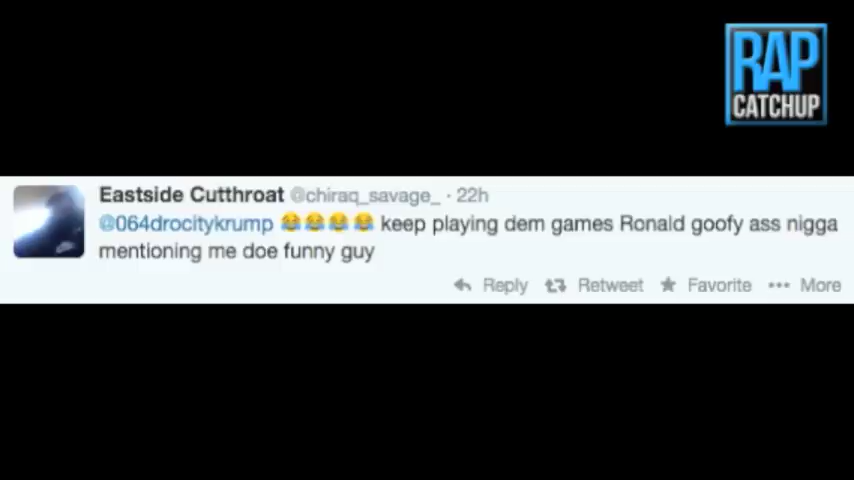 RAP
CATCHUP
Eastside Cutthroat @chiraq_savage_ · 22h
@064drocitykrump 😂😂😂😂 keep playing dem games Ronald goofy ass nigga
mentioning me doe funny guy
Reply Retweet Favorite More